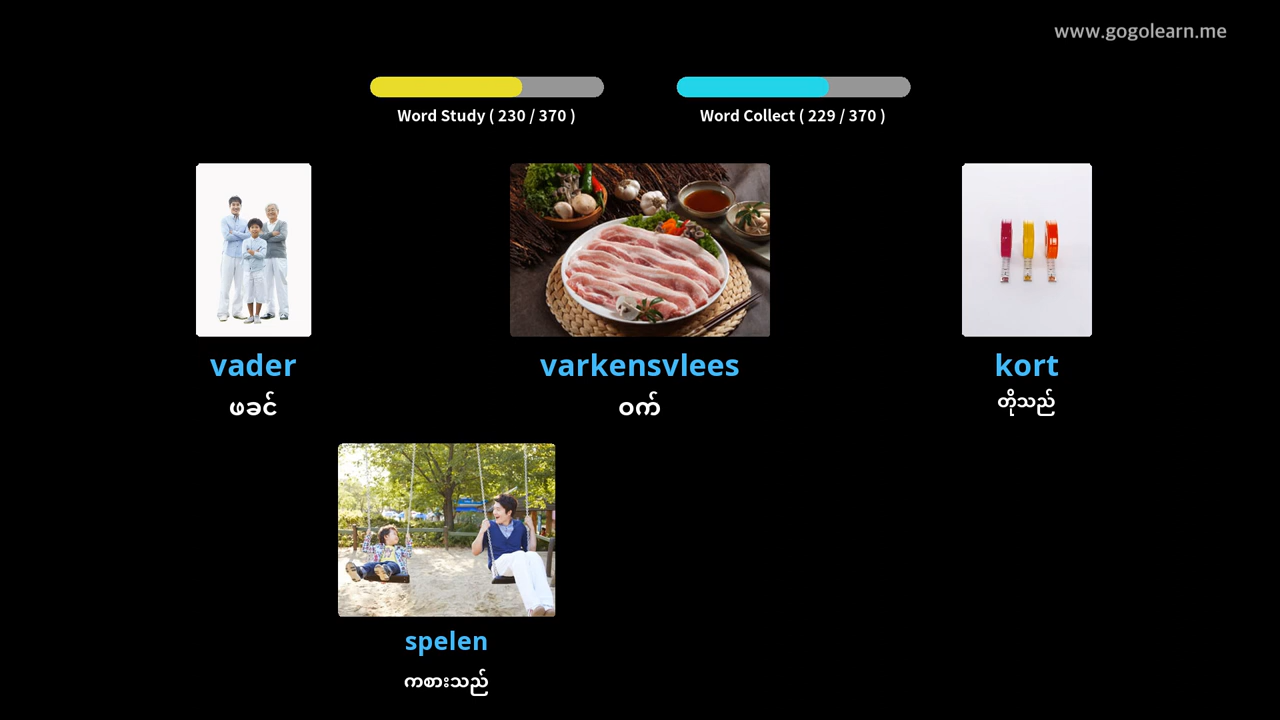 www.gogolearn.me
Word Study ( 230 / 370 )
Word Collect ( 229 / 370 )
vader
ဖခင်
varkensvlees
ဝက်
kort
တိုသည်
spelen
ကစားသည်